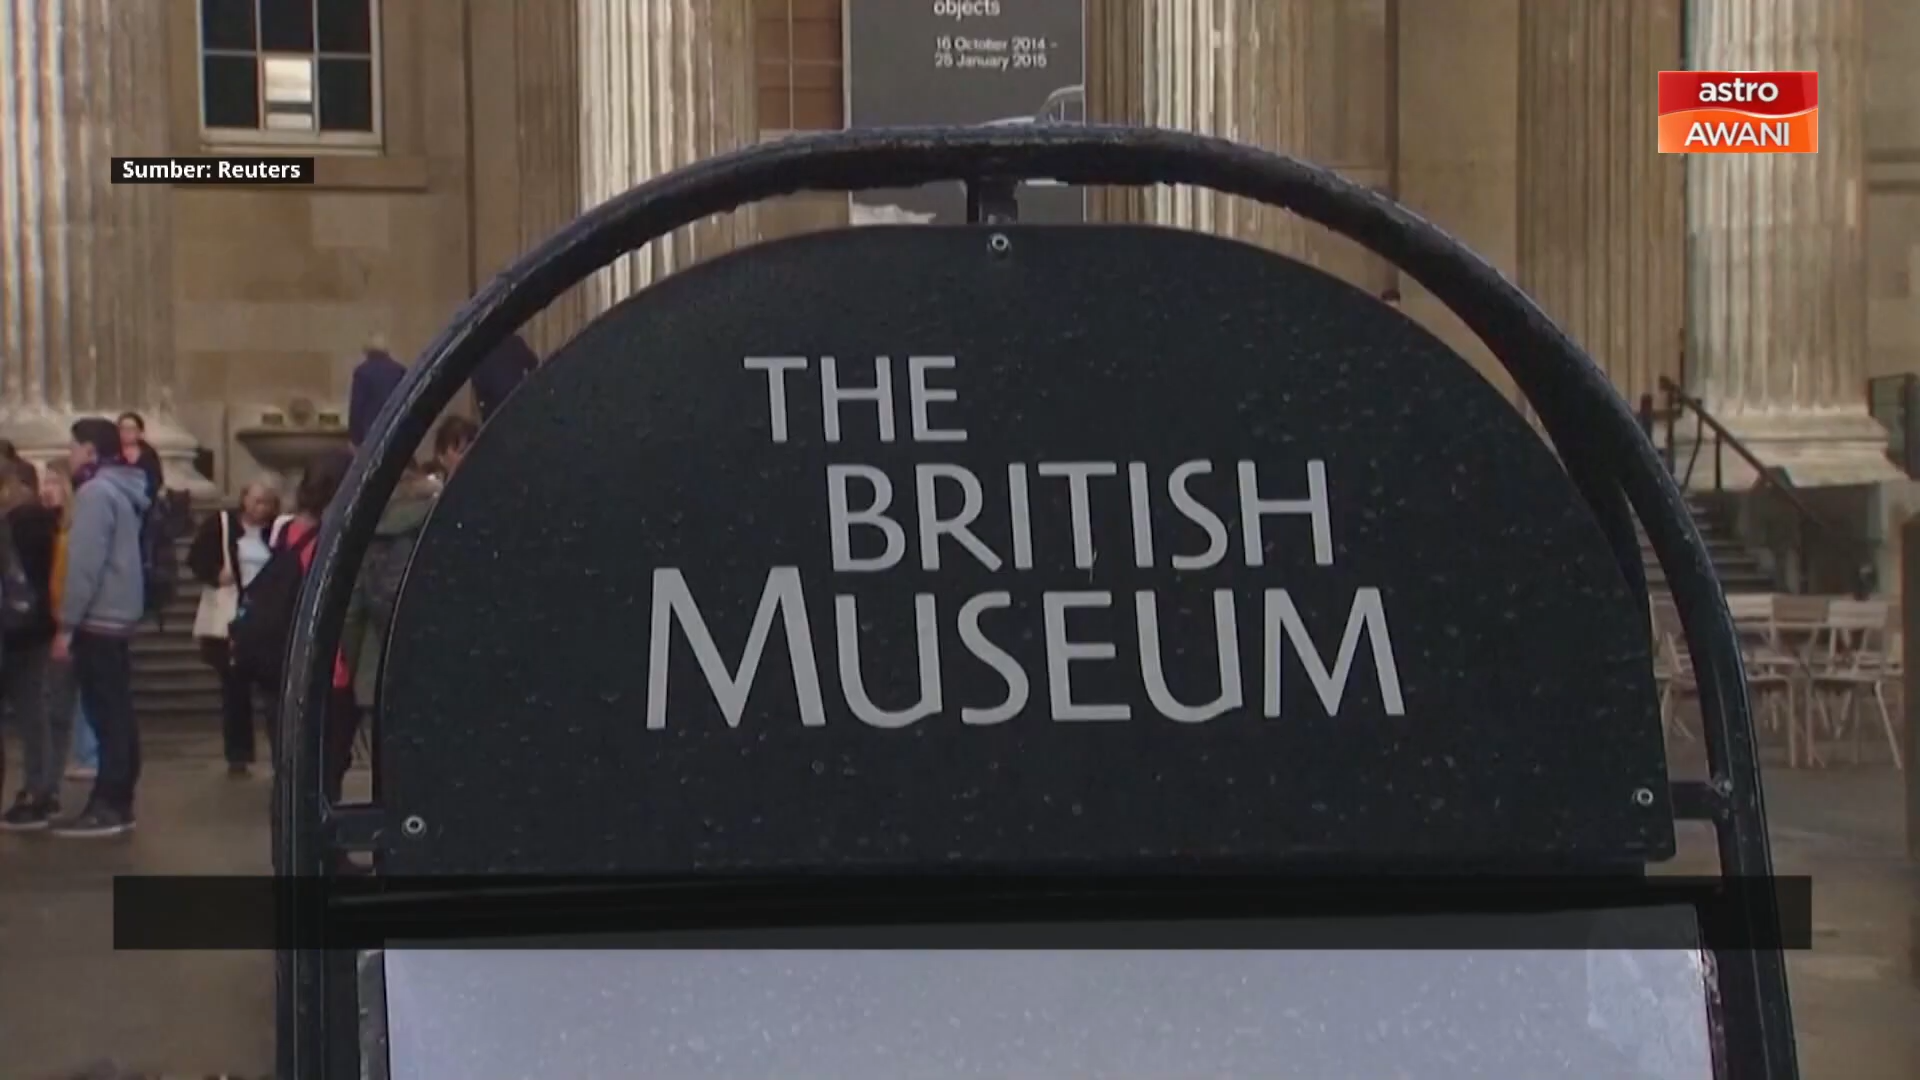 objects
16 October 2014 -
25 January 2015
astro
AWANI
Sumber: Reuters
THE
BRITISH
MUSEUM